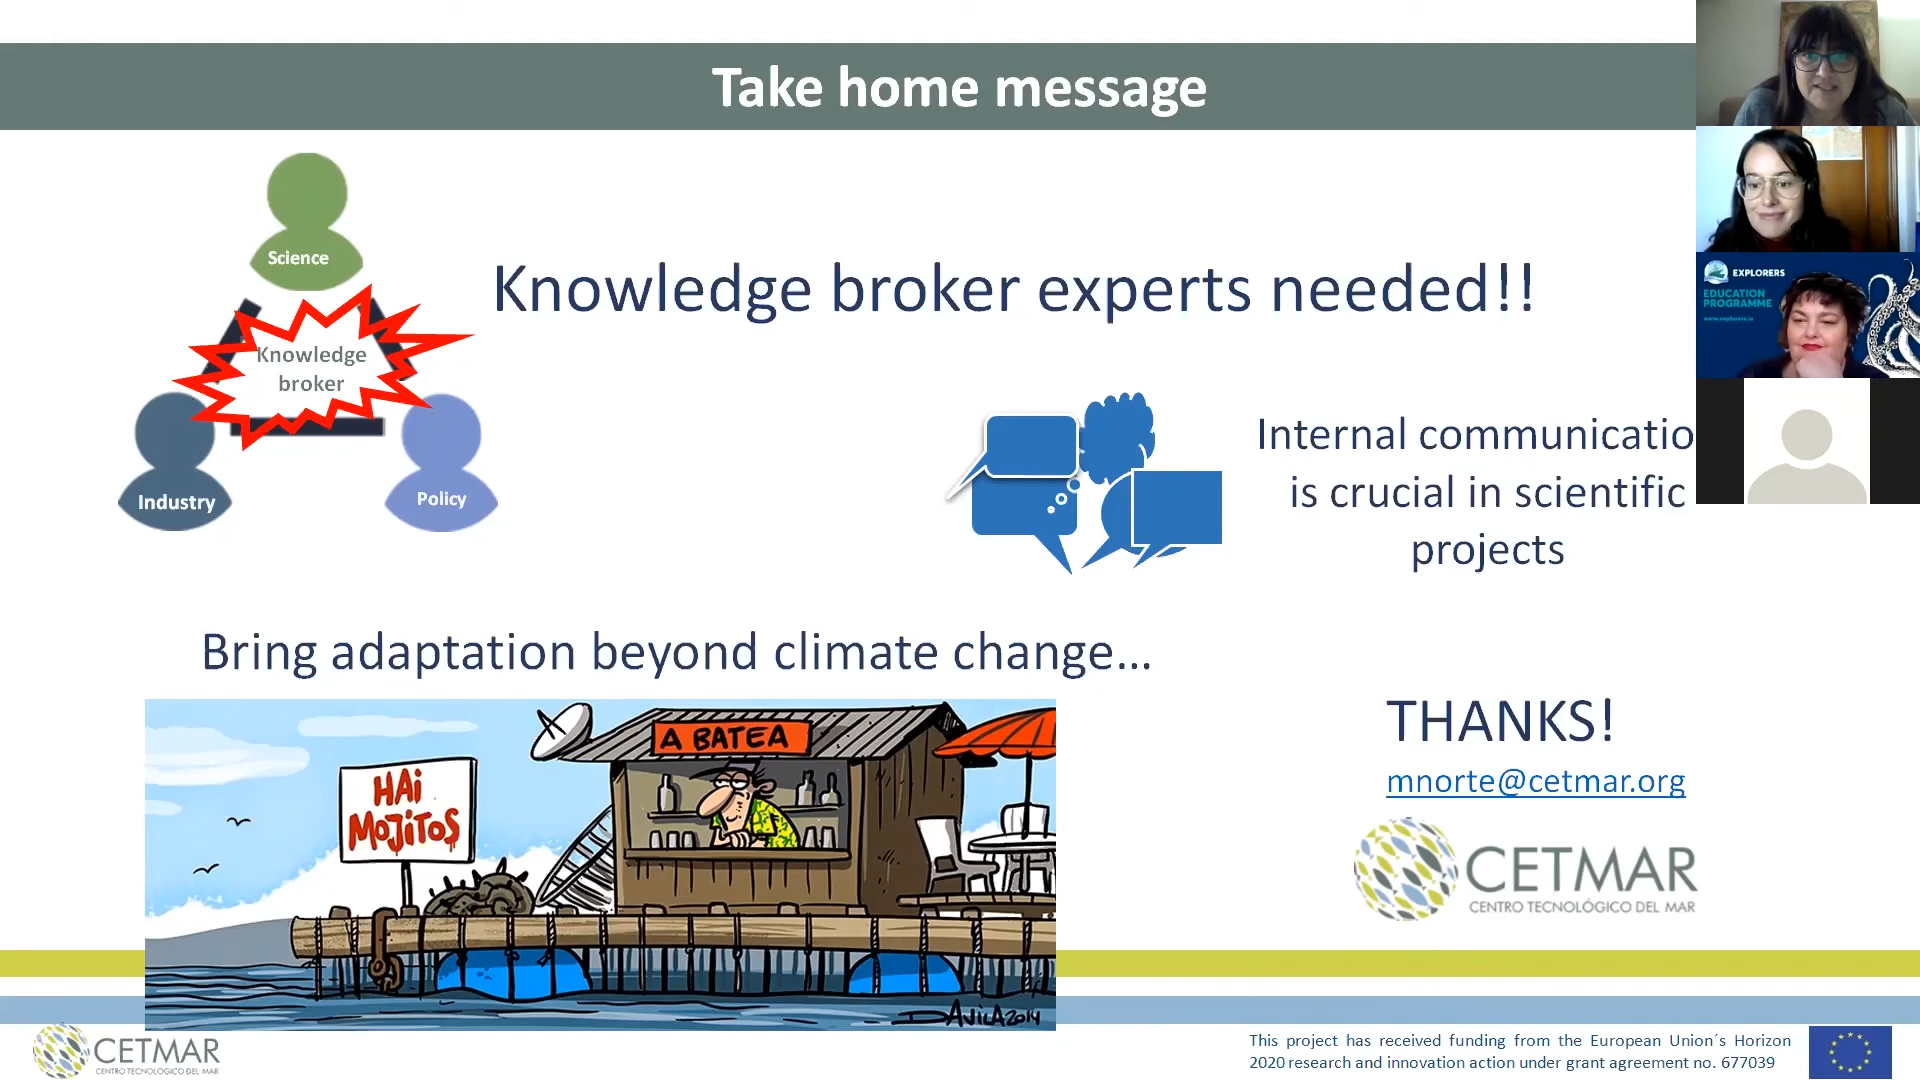 Take home message
Science
Knowledge
broker
Industry
Policy
Knowledge broker experts needed!!
Internal communicatio
is crucial in scientific
projects
EXPLORERS
EDUCATION
PROGRAMME
www.explorers.ie
Bring adaptation beyond climate change...
A BATEA
HAi
MOJiTOS
DAViLA 2014
THANKS!
mnorte@cetmar.org
CETMAR
CENTRO TECNOLÓGICO DEL MAR
CETMAR
CENTRO TECNOLÓGICO DEL MAR
This project has received funding from the European Union´s Horizon
2020 research and innovation action under grant agreement no. 677039